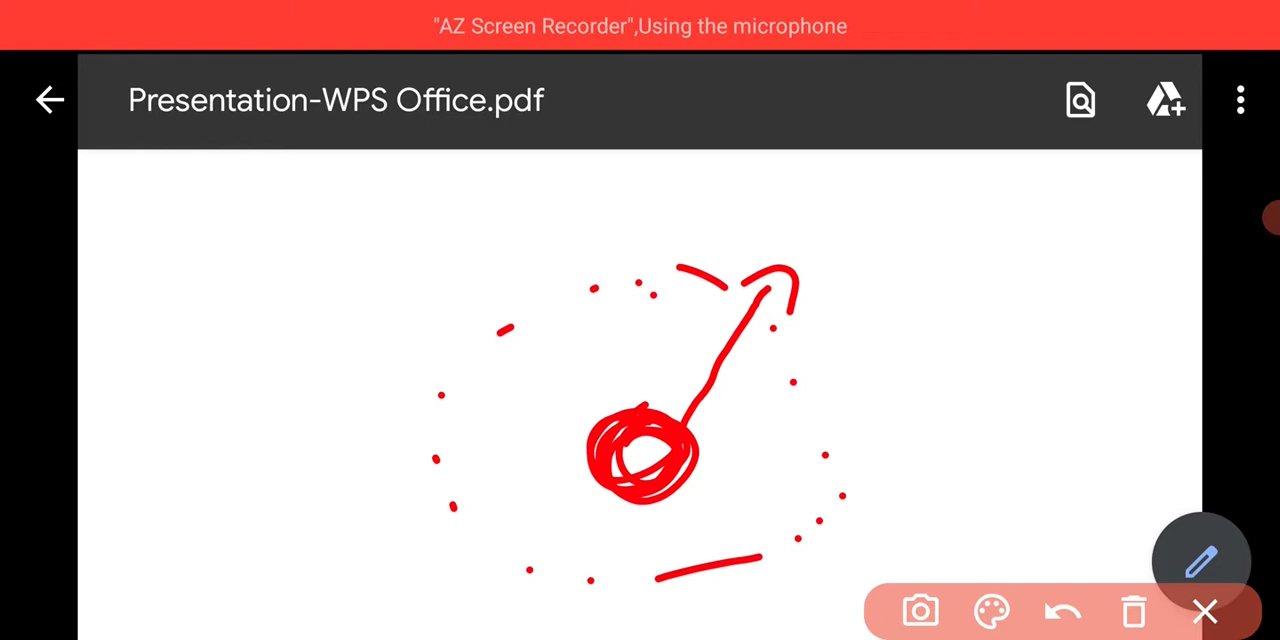 "AZ Screen Recorder",Using the microphone
Presentation-WPS Office.pdf